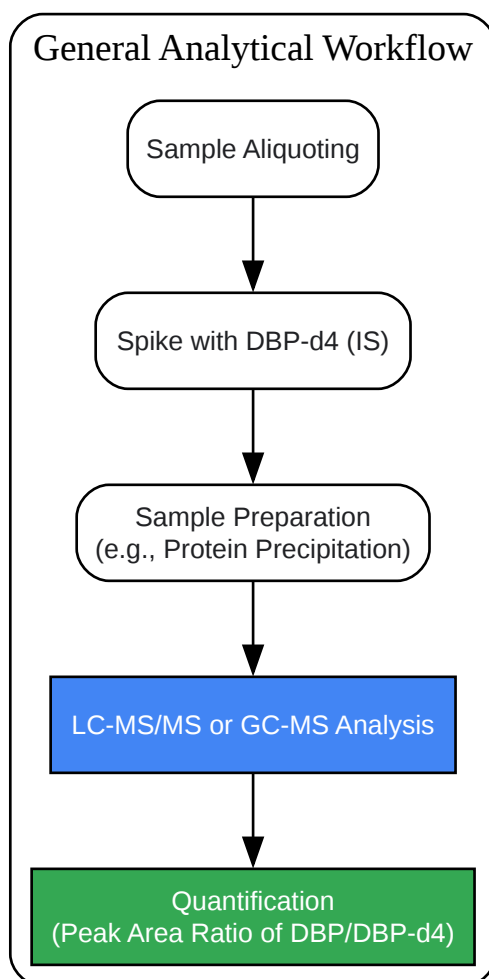 General Analytical Workflow
Sample Aliquoting
Spike with DBP-d4 (IS)
Sample Preparation
(e.g., Protein Precipitation)
LC-MS/MS or GC-MS Analysis
Quantification
(Peak Area Ratio of DBP/DBP-d4)